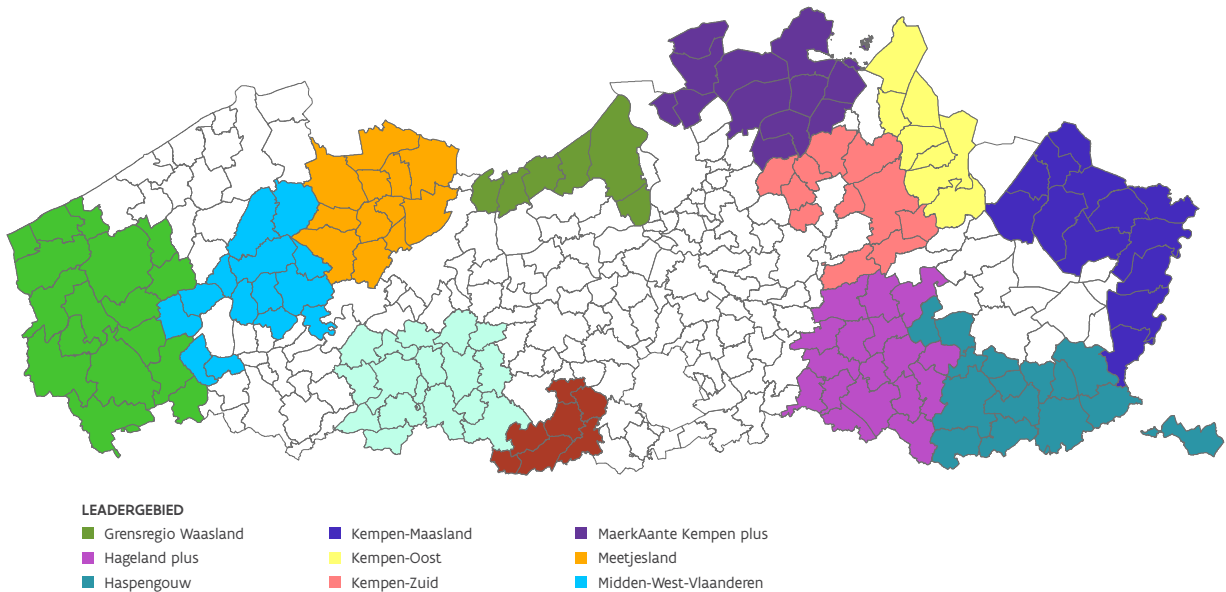 LEADERGEBIED
Grensregio Waasland
Hageland plus
Haspengouw
Kempen-Maasland
Kempen-Oost
Kempen-Zuid
MaerkAante Kempen plus
Meetjesland
Midden-West-Vlaanderen